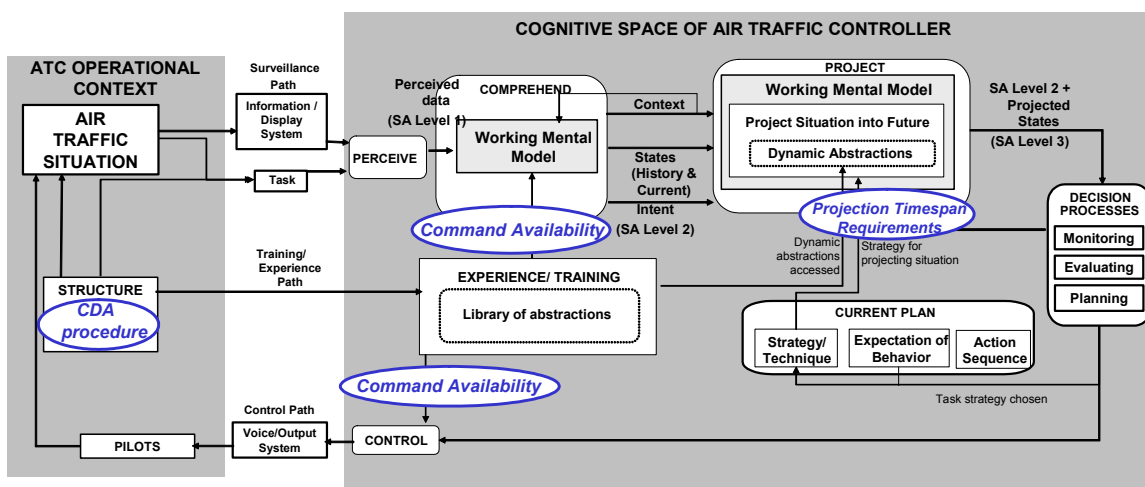 COGNITIVE SPACE OF AIR TRAFFIC CONTROLLER
ATC OPERATIONAL
CONTEXT
AIR
TRAFFIC
SITUATION
Surveillance
Path
Information /
Display
System
Task
PERCEIVE
Perceived
data
(SA Level 1)
COMPREHEND
Working Mental
Model
Context
States
(History &
Current)
Intent
(SA Level 2)
PROJECT
Working Mental Model
Project Situation into Future
Dynamic Abstractions
SA Level 2 +
Projected
States
(SA Level 3)
Command Availability
Projection Timespan
Requirements
DECISION
PROCESSES
Monitoring
Evaluating
Planning
Dynamic
abstractions
accessed
Strategy for
projecting situation
Training/
Experience
Path
STRUCTURE
CDA
procedure
EXPERIENCE/ TRAINING
Library of abstractions
CURRENT PLAN
Strategy/
Technique
Expectation of
Behavior
Action
Sequence
Task strategy chosen
Command Availability
Control Path
Voice/Output
System
PILOTS
CONTROL